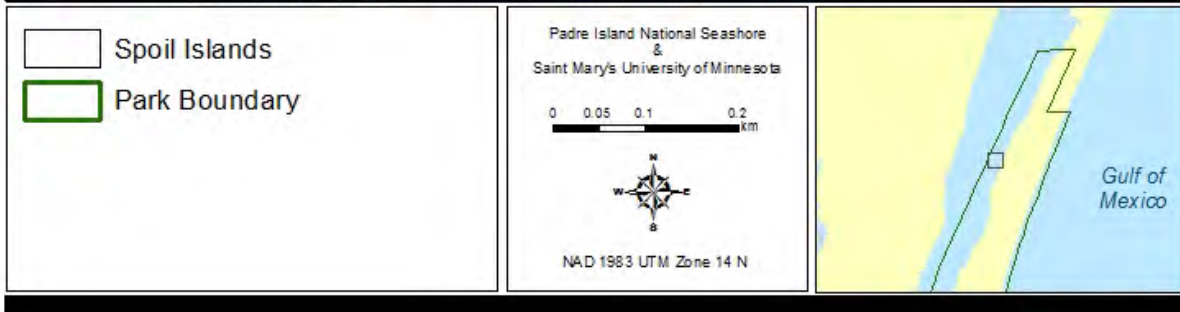 Spoil Islands
Park Boundary
Padre Island National Seashore
&
Saint Mary's University of Minnesota
0 0.05 0.1 0.2
km
N
W E
S
NAD 1983 UTM Zone 14 N
Gulf of
Mexico